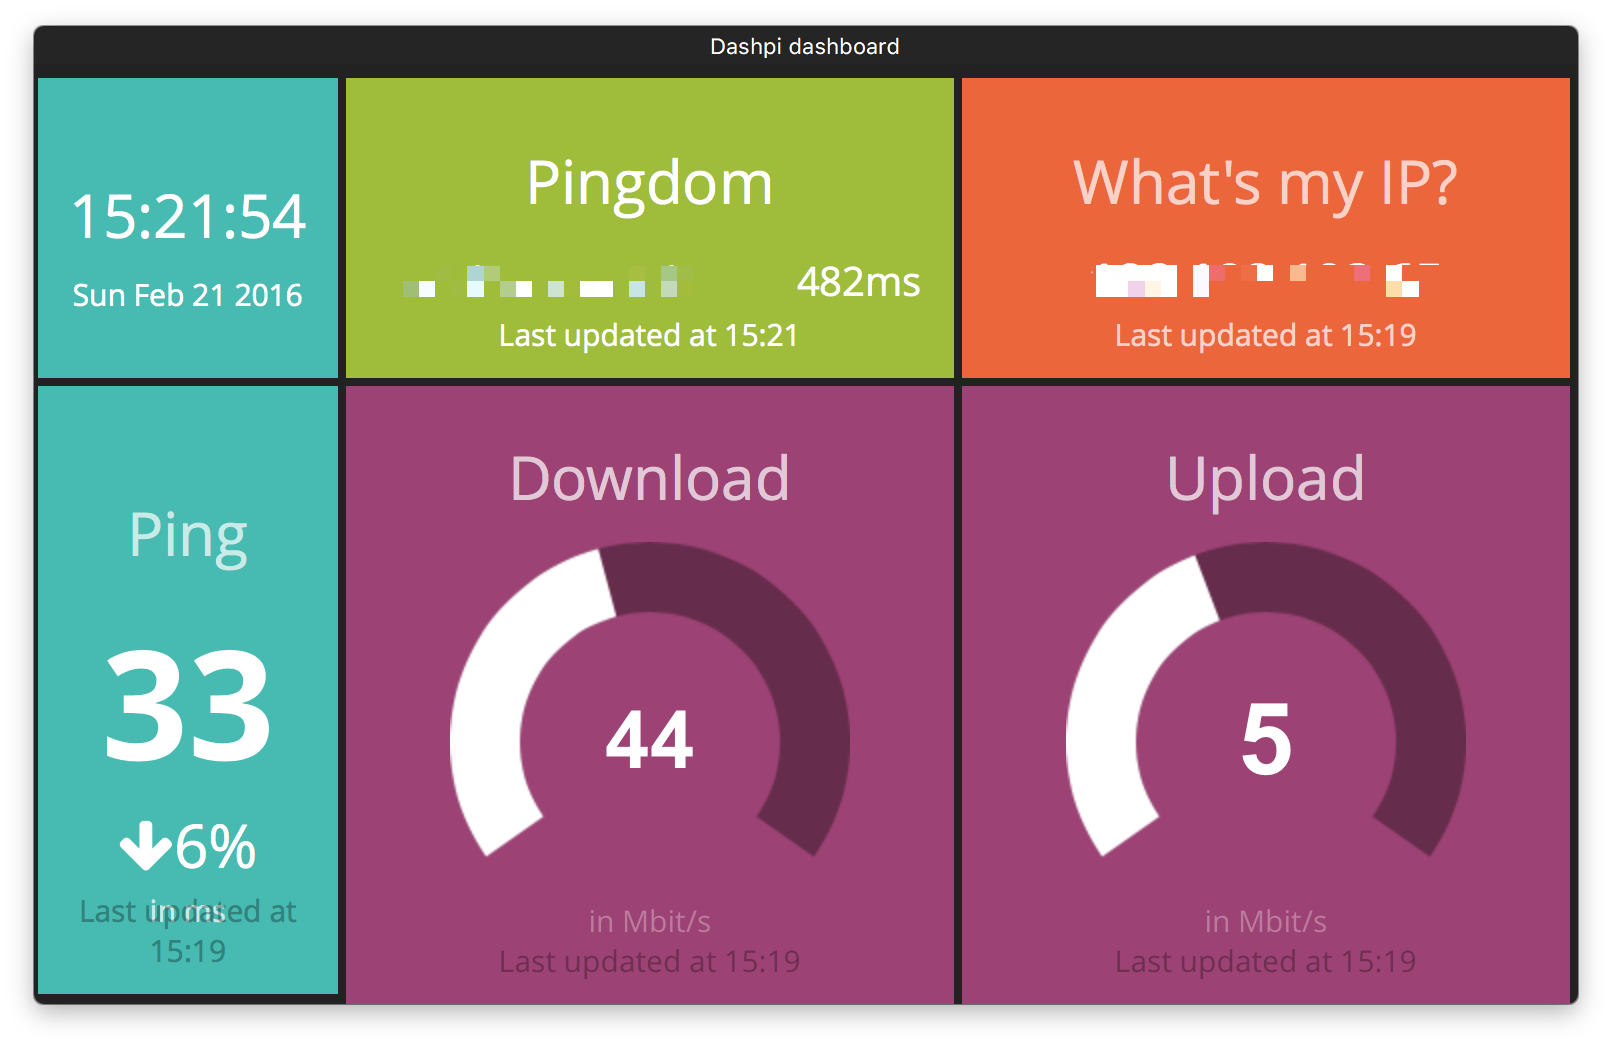 Dashpi dashboard
15:21:54
Sun Feb 21 2016
Pingdom
482ms
Last updated at 15:21
What's my IP?
Last updated at 15:19
Ping
33
6%
in ms
Last updated at
15:19
Download
44
in Mbit/s
Last updated at 15:19
Upload
5
in Mbit/s
Last updated at 15:19